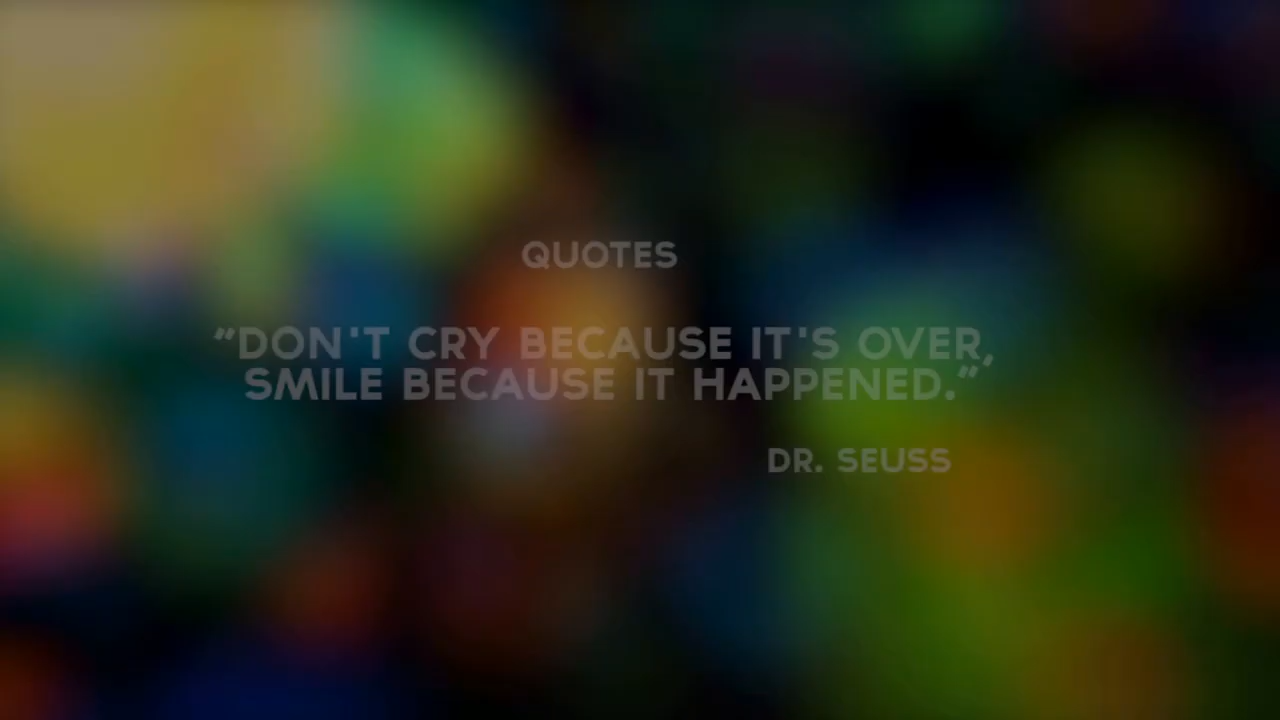 QUOTES
“DON'T CRY BECAUSE IT'S OVER,
SMILE BECAUSE IT HAPPENED.”
DR. SEUSS